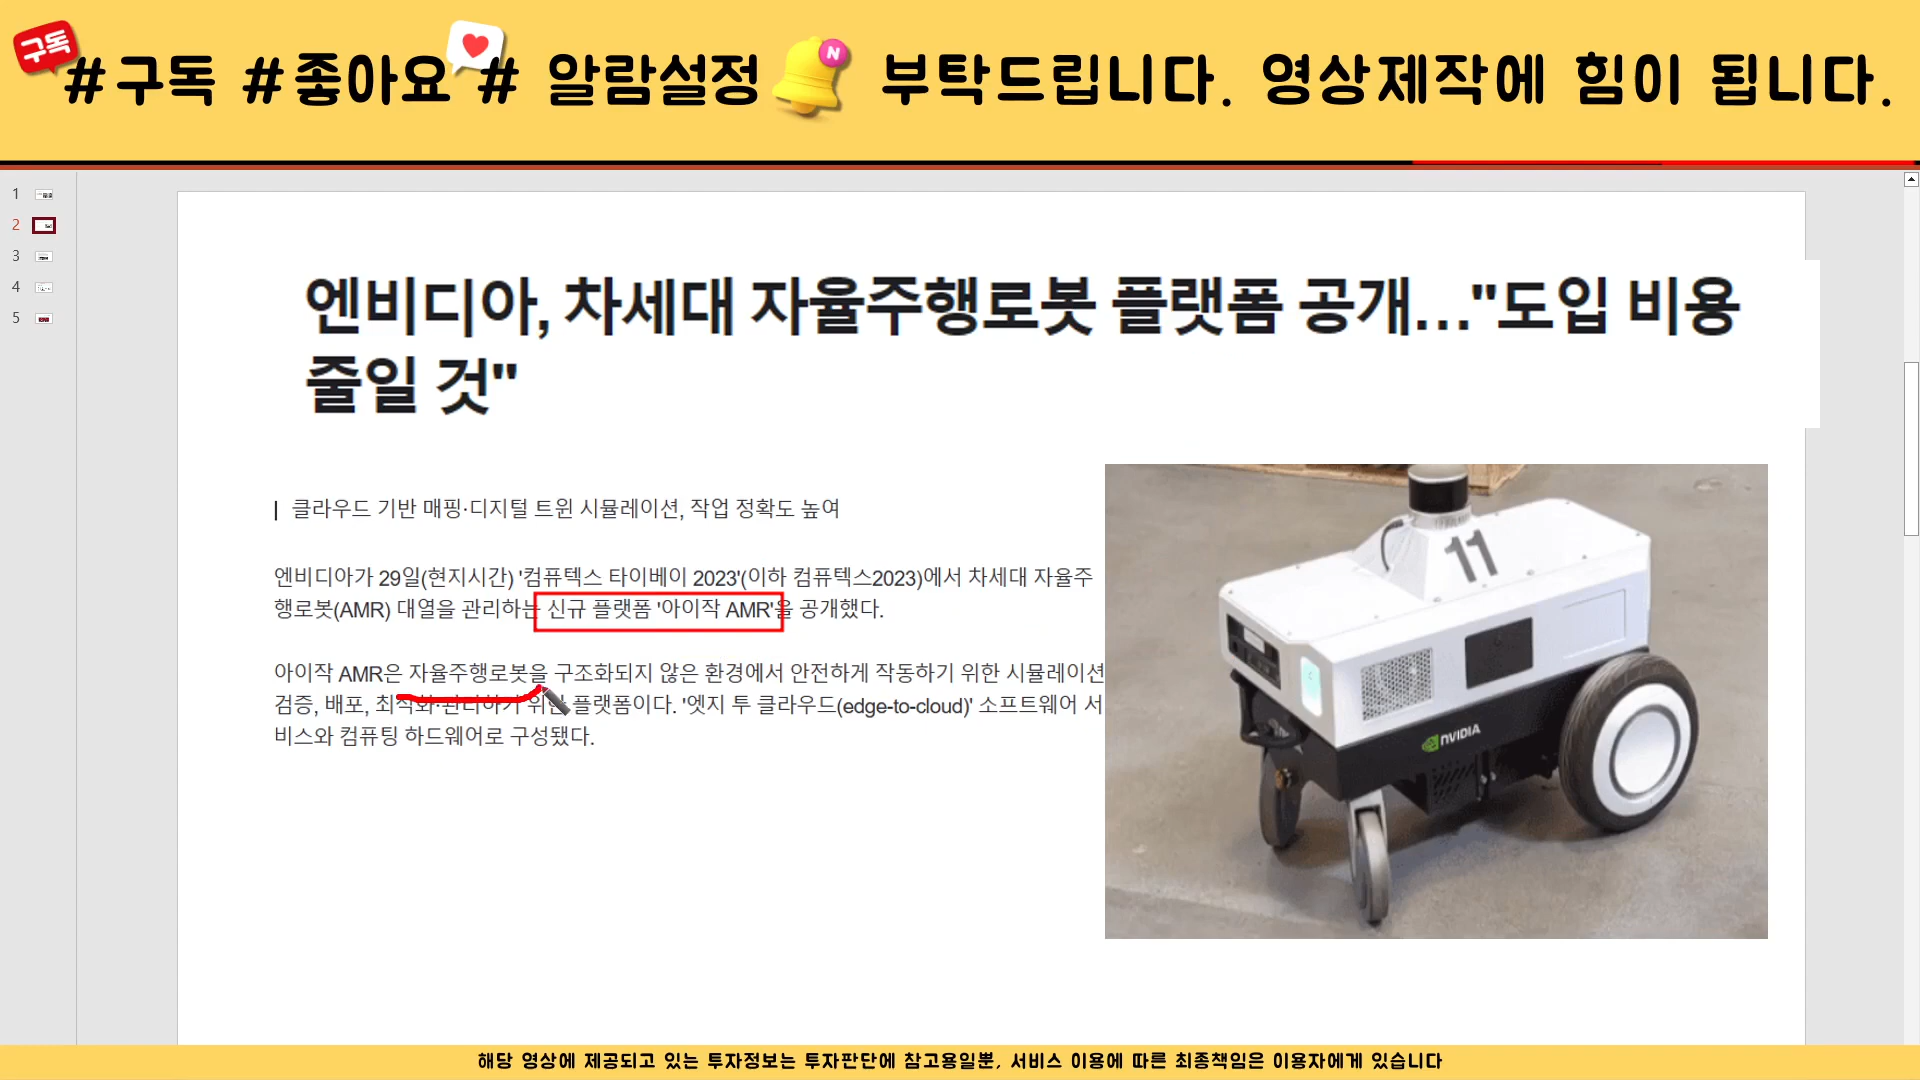 구독
#구독 #좋아요 # 알람설정 N 부탁드립니다. 영상제작에 힘이 됩니다.
1
2
3
4
5
엔비디아, 차세대 자율주행로봇 플랫폼 공개..."도입 비용
줄일 것"
클라우드 기반 매핑·디지털 트윈 시뮬레이션, 작업 정확도 높여
엔비디아가 29일(현지시간) '컴퓨텍스 타이베이 2023'(이하 컴퓨텍스2023)에서 차세대 자율주
행로봇(AMR) 대열을 관리하는 신규 플랫폼 '아이작 AMR'을 공개했다.
아이작 AMR은 자율주행로봇을 구조화되지 않은 환경에서 안전하게 작동하기 위한 시뮬레이션
검증, 배포, 최적화·관리하기 위한 플랫폼이다. '엣지 투 클라우드(edge-to-cloud)' 소프트웨어 서
비스와 컴퓨팅 하드웨어로 구성됐다.
11
NVIDIA
해당 영상에 제공되고 있는 투자정보는 투자판단에 참고용일뿐, 서비스 이용에 따른 최종책임은 이용자에게 있습니다